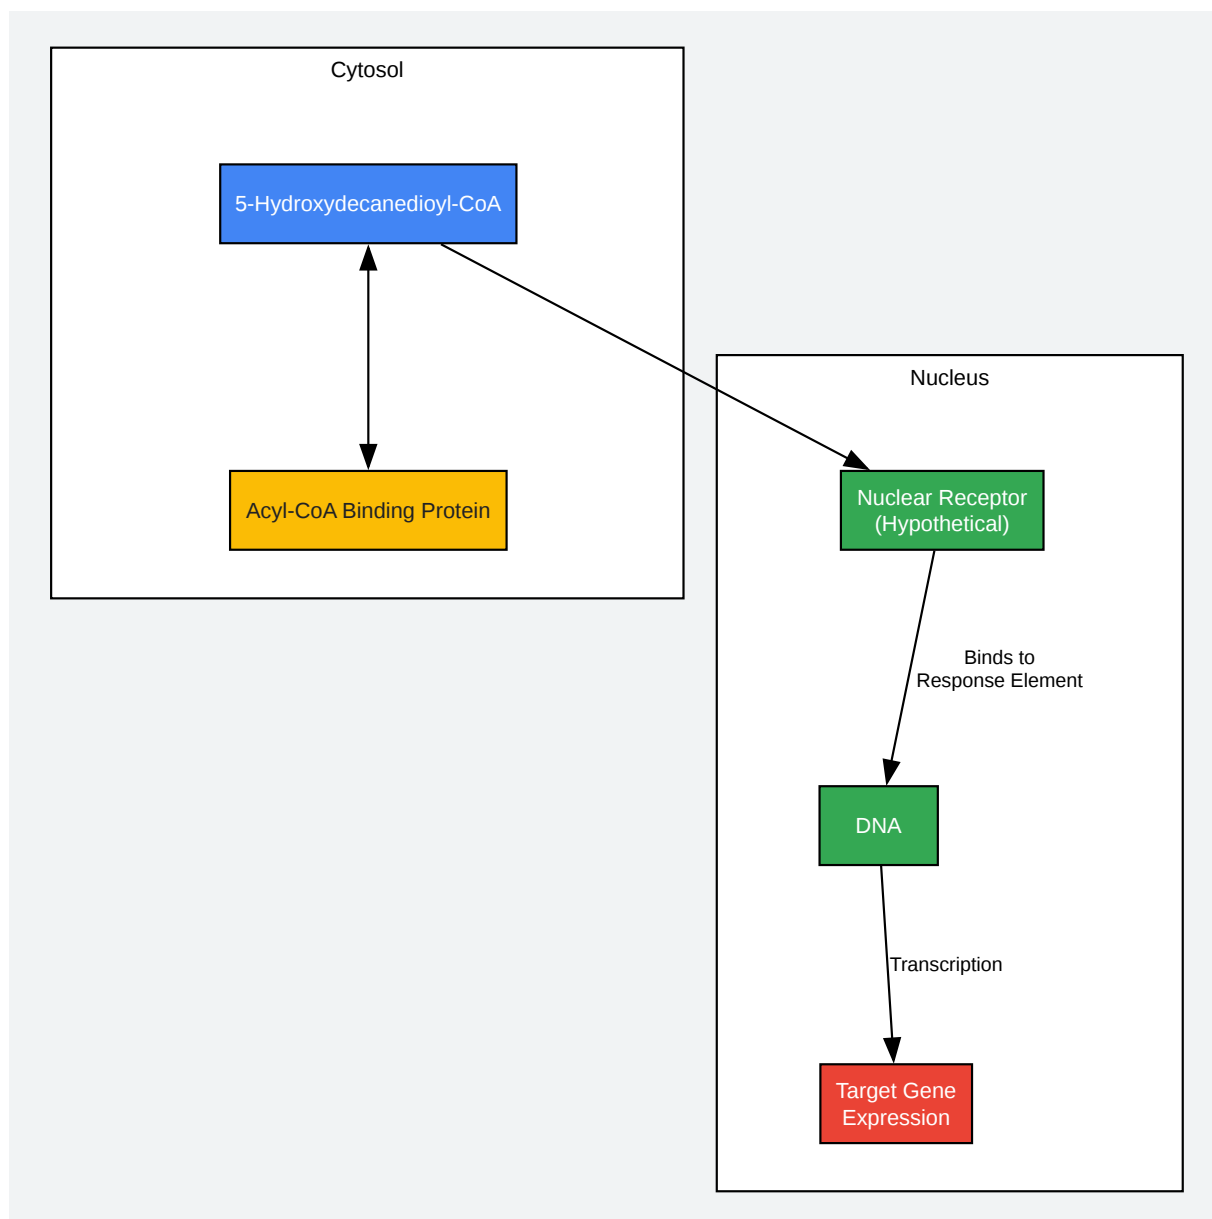 Cytosol
5-Hydroxydecanedioyl-CoA
Acyl-CoA Binding Protein
Nucleus
Nuclear Receptor
(Hypothetical)
Binds to
Response Element
DNA
Transcription
Target Gene
Expression